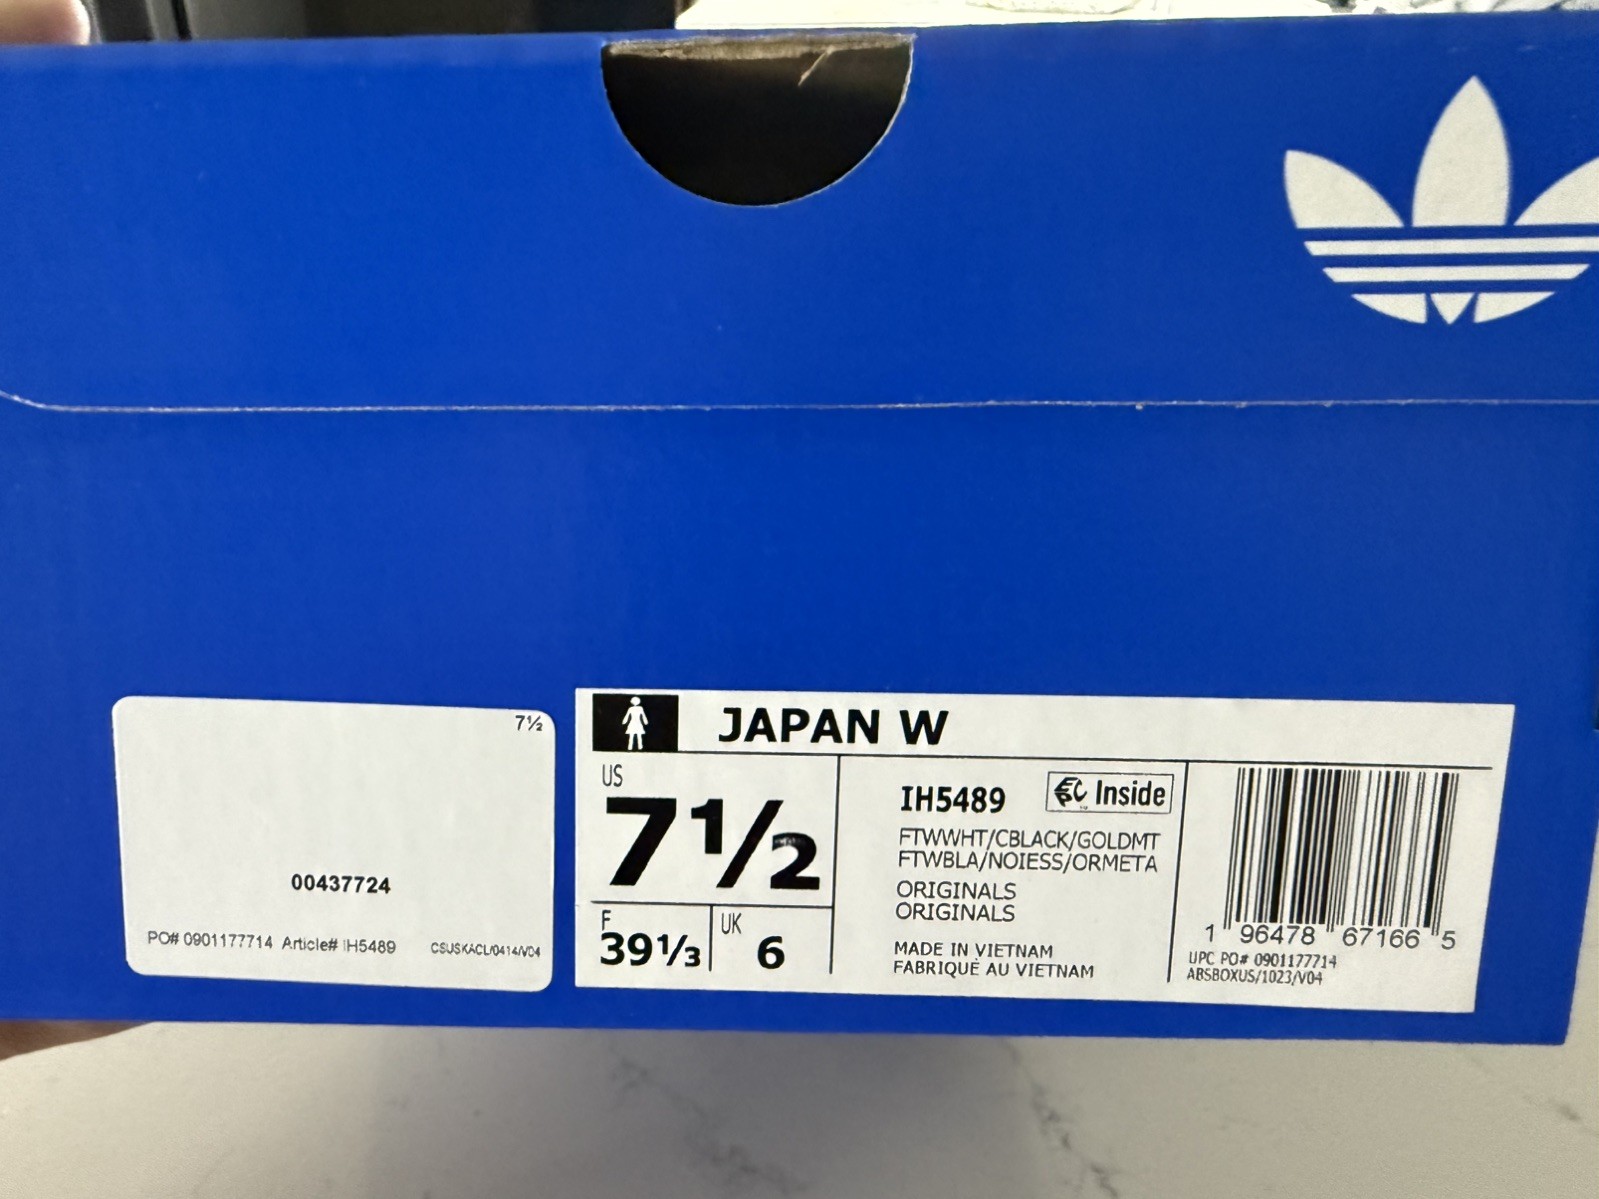 7½
00437724
PO# 0901177714 Article# IH5489 CSUSKACL/0414/V04
JAPAN W
US
7½
F
39⅓
UK
6
IH5489
EPC Inside
FTWWHT/CBLACK/GOLDMT
FTWBLA/NOIESS/ORMETA
ORIGINALS
ORIGINALS
MADE IN VIETNAM
FABRIQUÉ AU VIETNAM
1 96478 67166 5
UPC PO# 0901177714
ABSBOXUS/1023/V04